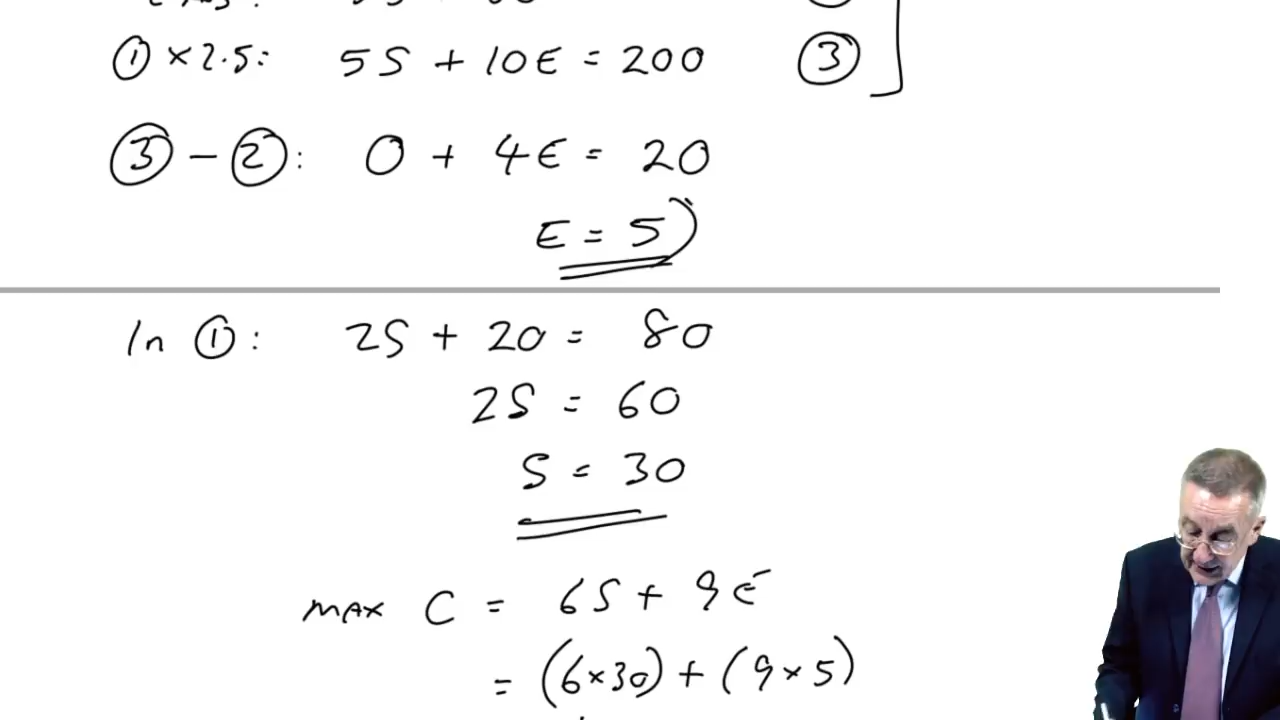 ① × 2.5: 5S + 10E = 200 ③
③ - ②: 0 + 4E = 20
E = 5
In ①: 2S + 20 = 80
2S = 60
S = 30
MAX C = 6S + 9E
= (6×30) + (9×5)